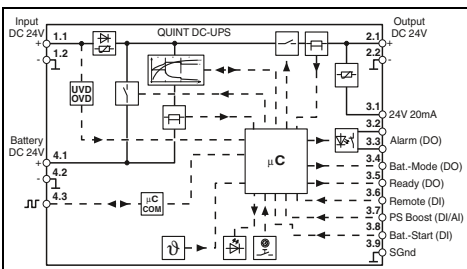 Input
DC 24V
1.1
+
1.2
-
QUINT DC-UPS
Output
DC 24V
2.1
+
2.2
-
UVD
OVD
3.1
24V 20mA
3.2
3.3
Alarm (DO)
Battery
DC 24V
4.1
+
4.2
-
4.3
µC
COM
µC
3.4
Bat.-Mode (DO)
3.5
Ready (DO)
3.6
Remote (DI)
3.7
PS Boost (DI/AI)
3.8
Bat.-Start (DI)
3.9
SGnd
ϑ